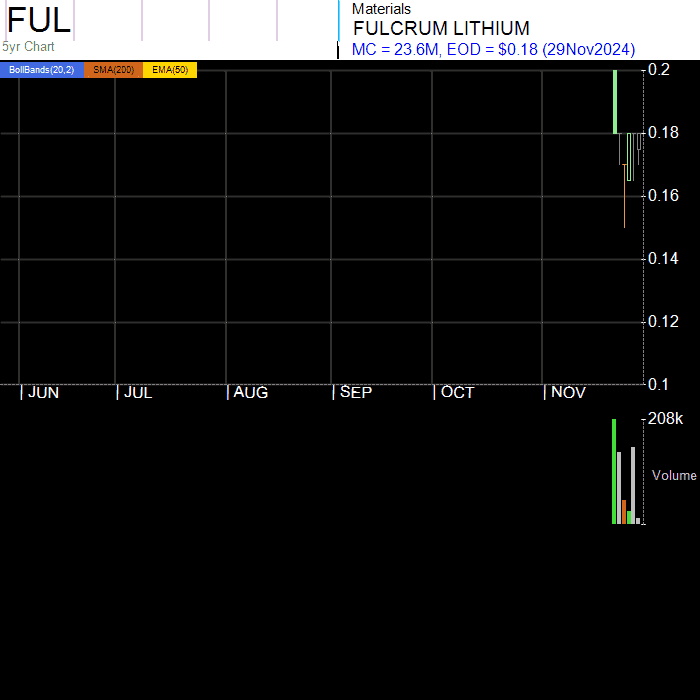 FUL
5yr Chart
Materials
FULCRUM LITHIUM
MC = 23.6M, EOD = $0.18 (29Nov2024)
BollBands(20,2) SMA(200) EMA(50)
0.2
0.18
0.16
0.14
0.12
0.1
JUN JUL AUG SEP OCT NOV
208k
Volume